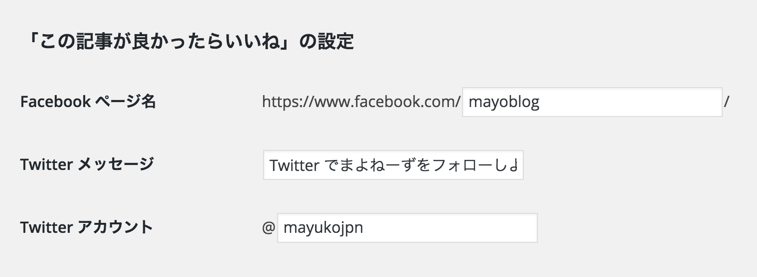 「この記事が良かったらいいね」の設定
Facebook ページ名 https://www.facebook.com/ mayoblog /
Twitter メッセージ Twitter でまよねーずをフォローしよ
Twitter アカウント @ mayukojpn